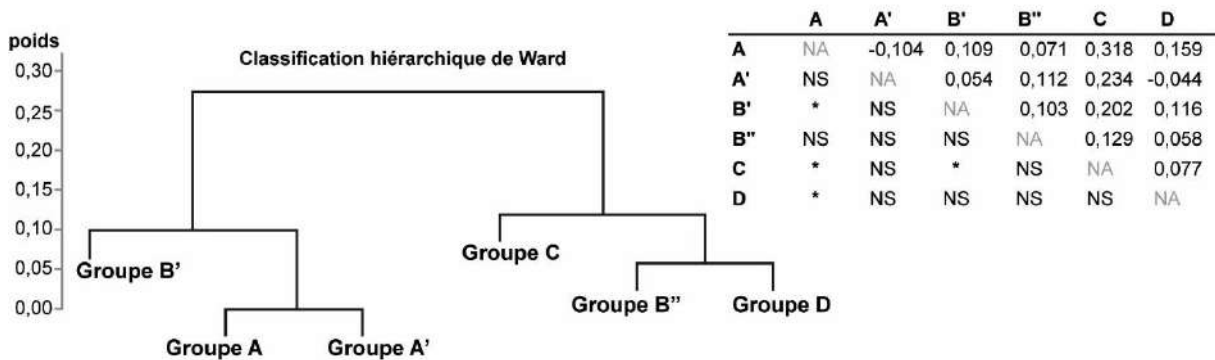 poids
Classification hiérarchique de Ward
0,30
0,25
0,20
0,15
0,10
0,05
0,00
Groupe B’
Groupe C
Groupe B’’
Groupe D
Groupe A
Groupe A’
A A' B' B" C D
A NA -0,104 0,109 0,071 0,318 0,159
A' NS NA 0,054 0,112 0,234 -0,044
B' * NS NA 0,103 0,202 0,116
B" NS NS NS NA 0,129 0,058
C * NS * NS NA 0,077
D * NS NS NS NS NA